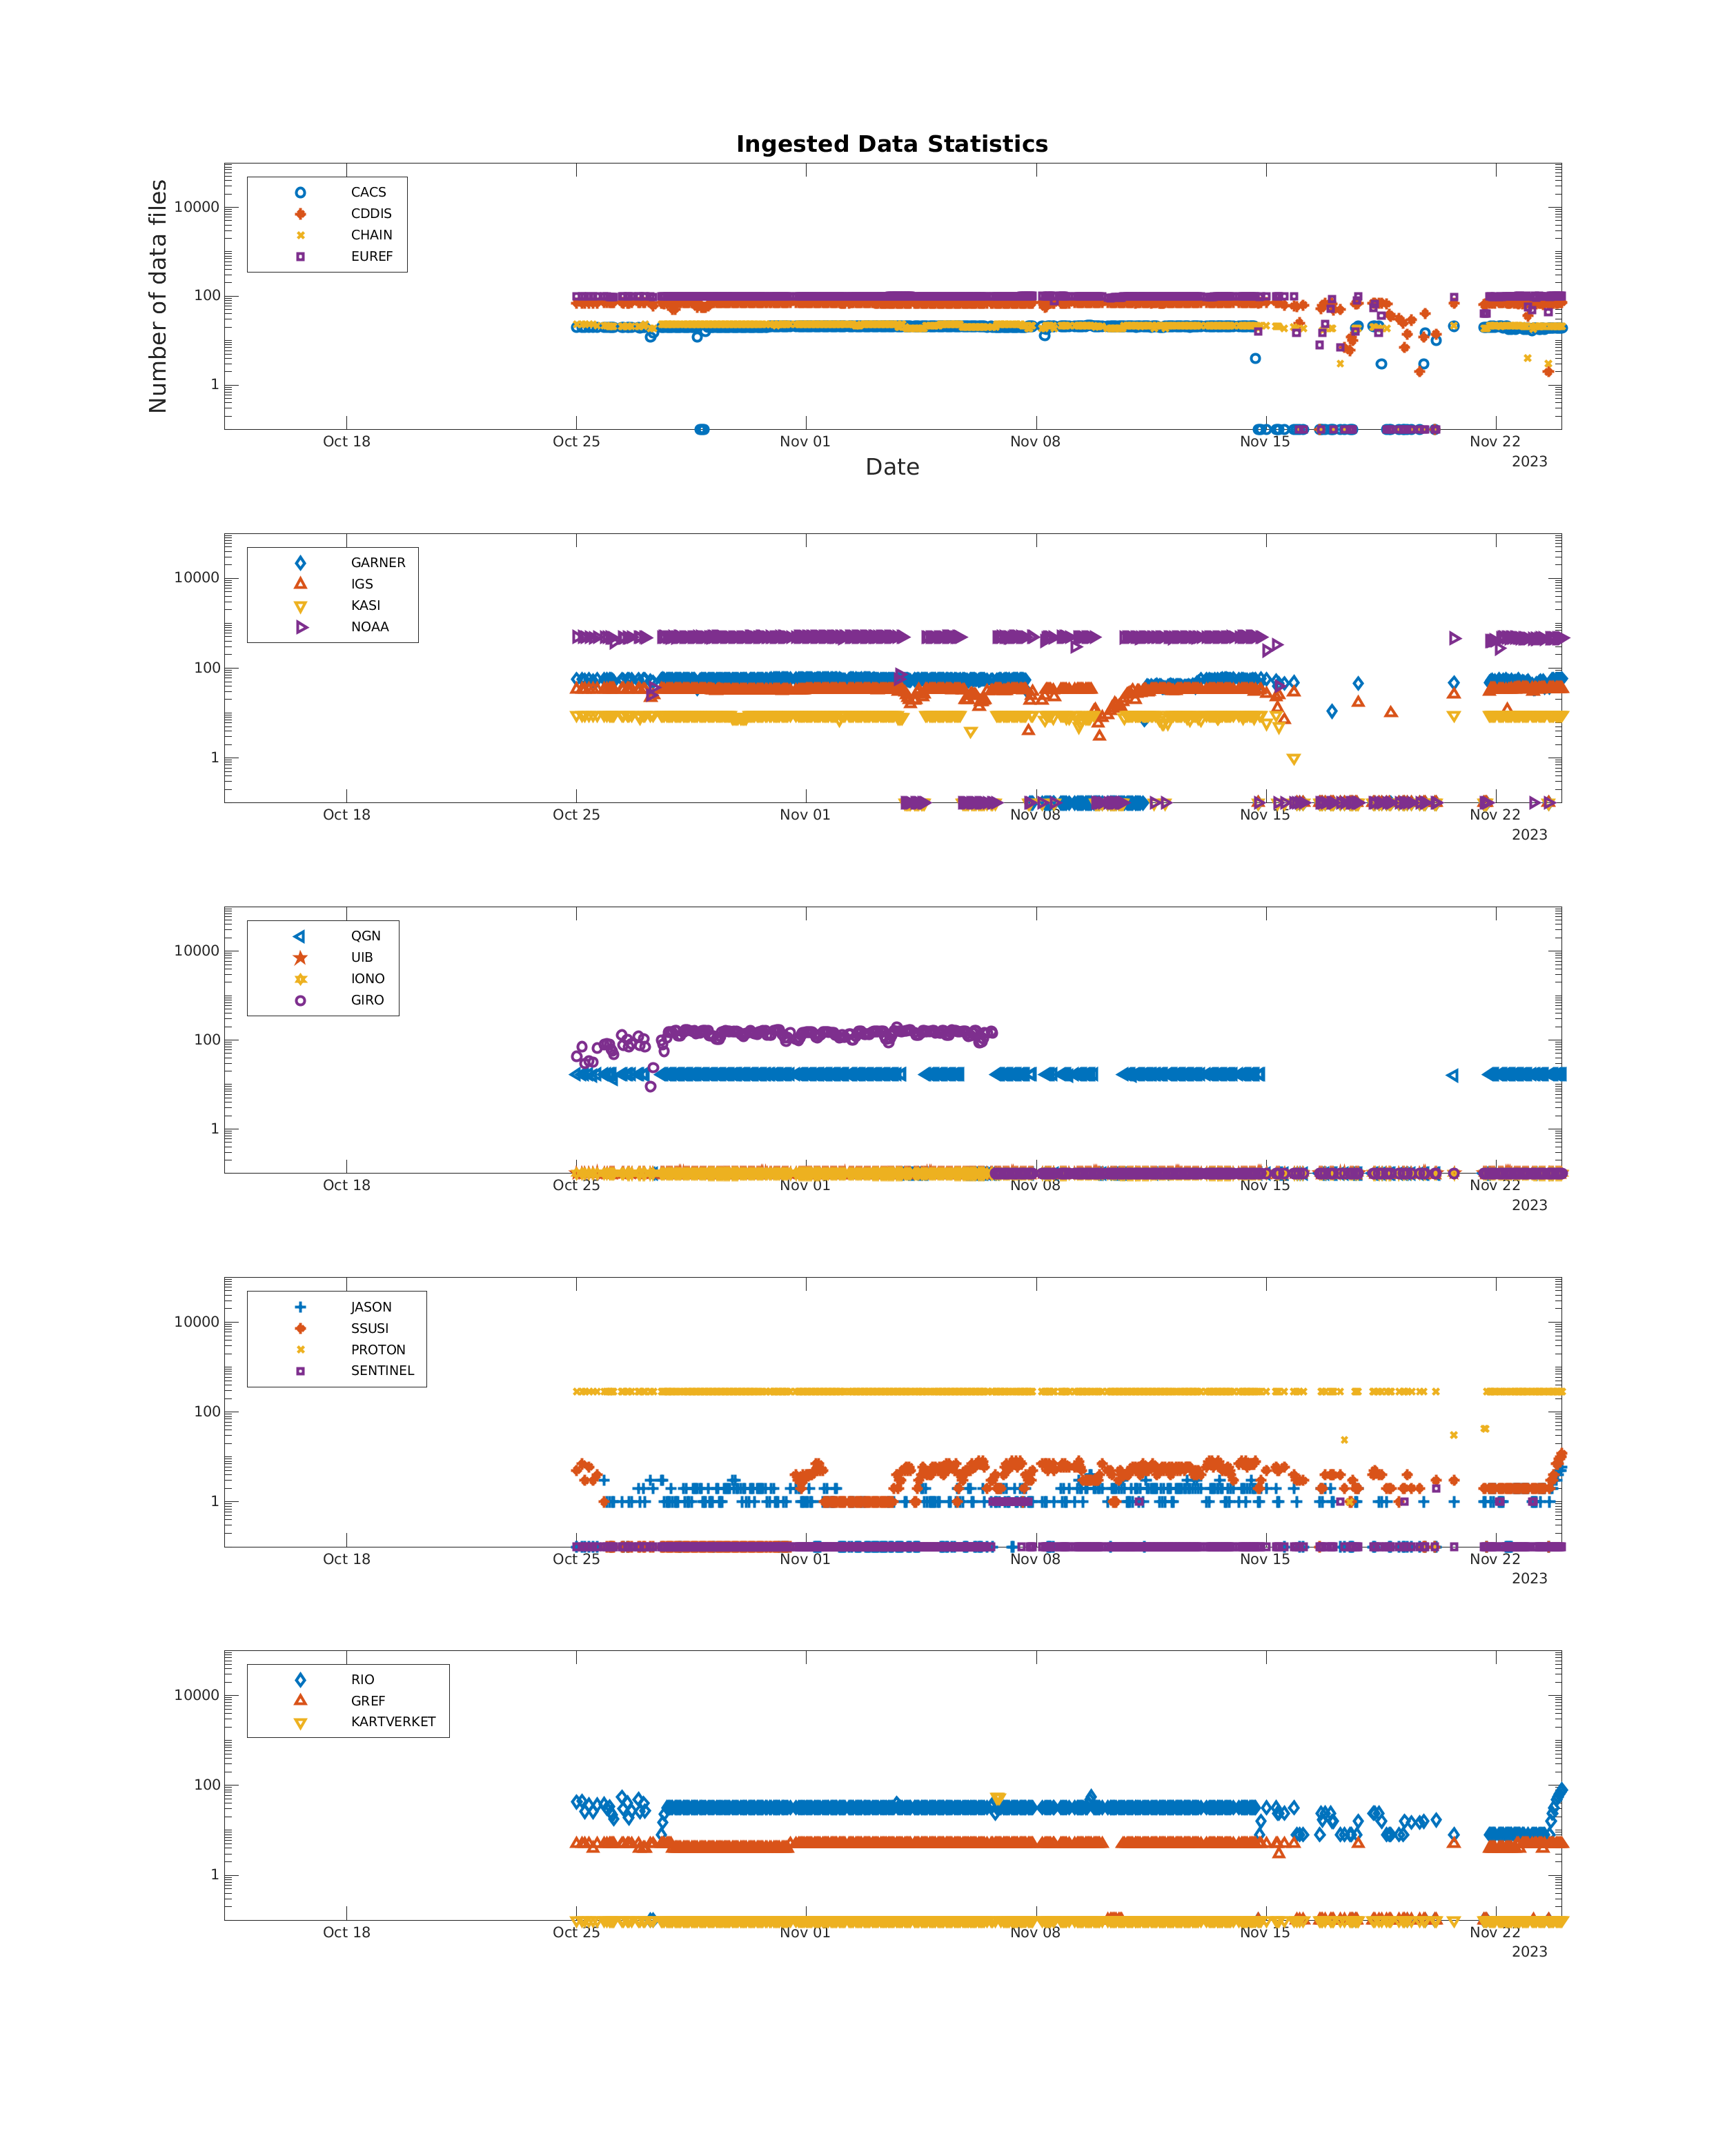 Ingested Data Statistics
Number of data files
10000
100
1
CACS
CDDIS
CHAIN
EUREF
Oct 18 Oct 25 Nov 01 Nov 08 Nov 15 Nov 22
2023
Date
10000
100
1
GARNER
IGS
KASI
NOAA
Oct 18 Oct 25 Nov 01 Nov 08 Nov 15 Nov 22
2023
10000
100
1
QGN
UIB
IONO
GIRO
Oct 18 Oct 25 Nov 01 Nov 08 Nov 15 Nov 22
2023
10000
100
1
JASON
SSUSI
PROTON
SENTINEL
Oct 18 Oct 25 Nov 01 Nov 08 Nov 15 Nov 22
2023
10000
100
1
RIO
GREF
KARTVERKET
Oct 18 Oct 25 Nov 01 Nov 08 Nov 15 Nov 22
2023